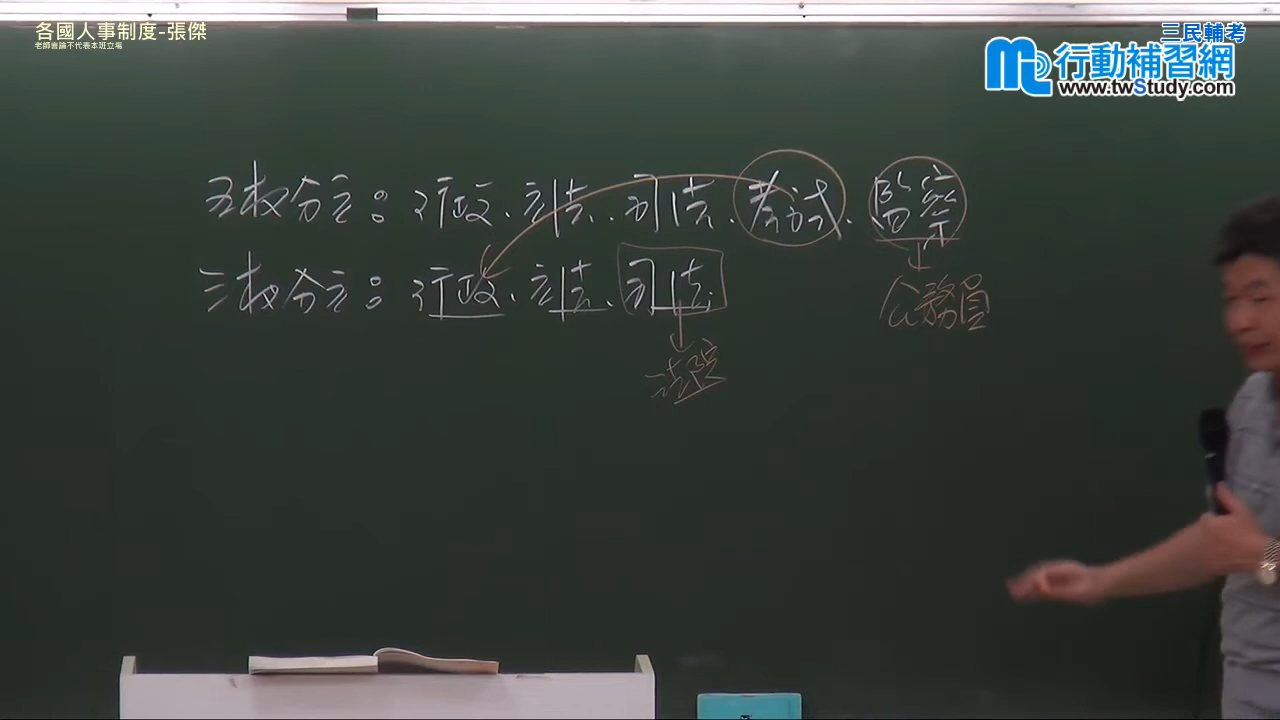 各國人事制度-張傑
老師言論不代表本班立場
三民輔考
行動補習網
www.twStudy.com
五权分立：行政、立法、司法、考試、監察
三权分立：行政、立法、司法
公務員
法院